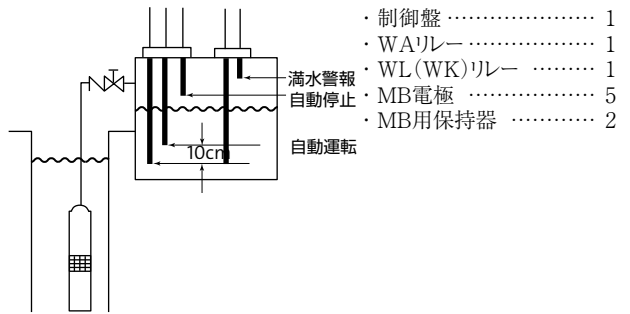 満水警報
自動停止
自動運転
10cm
・制御盤 ………………… 1
・WAリレー ……………… 1
・WL(WK)リレー ……… 1
・MB電極 ……………… 5
・MB用保持器 ………… 2